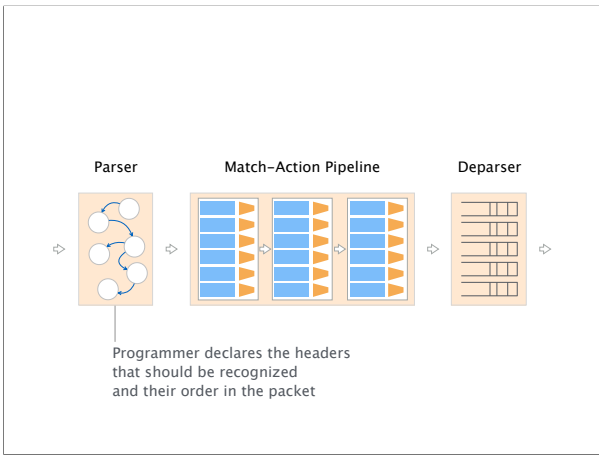 Parser
Match-Action Pipeline
Deparser
Programmer declares the headers
that should be recognized
and their order in the packet